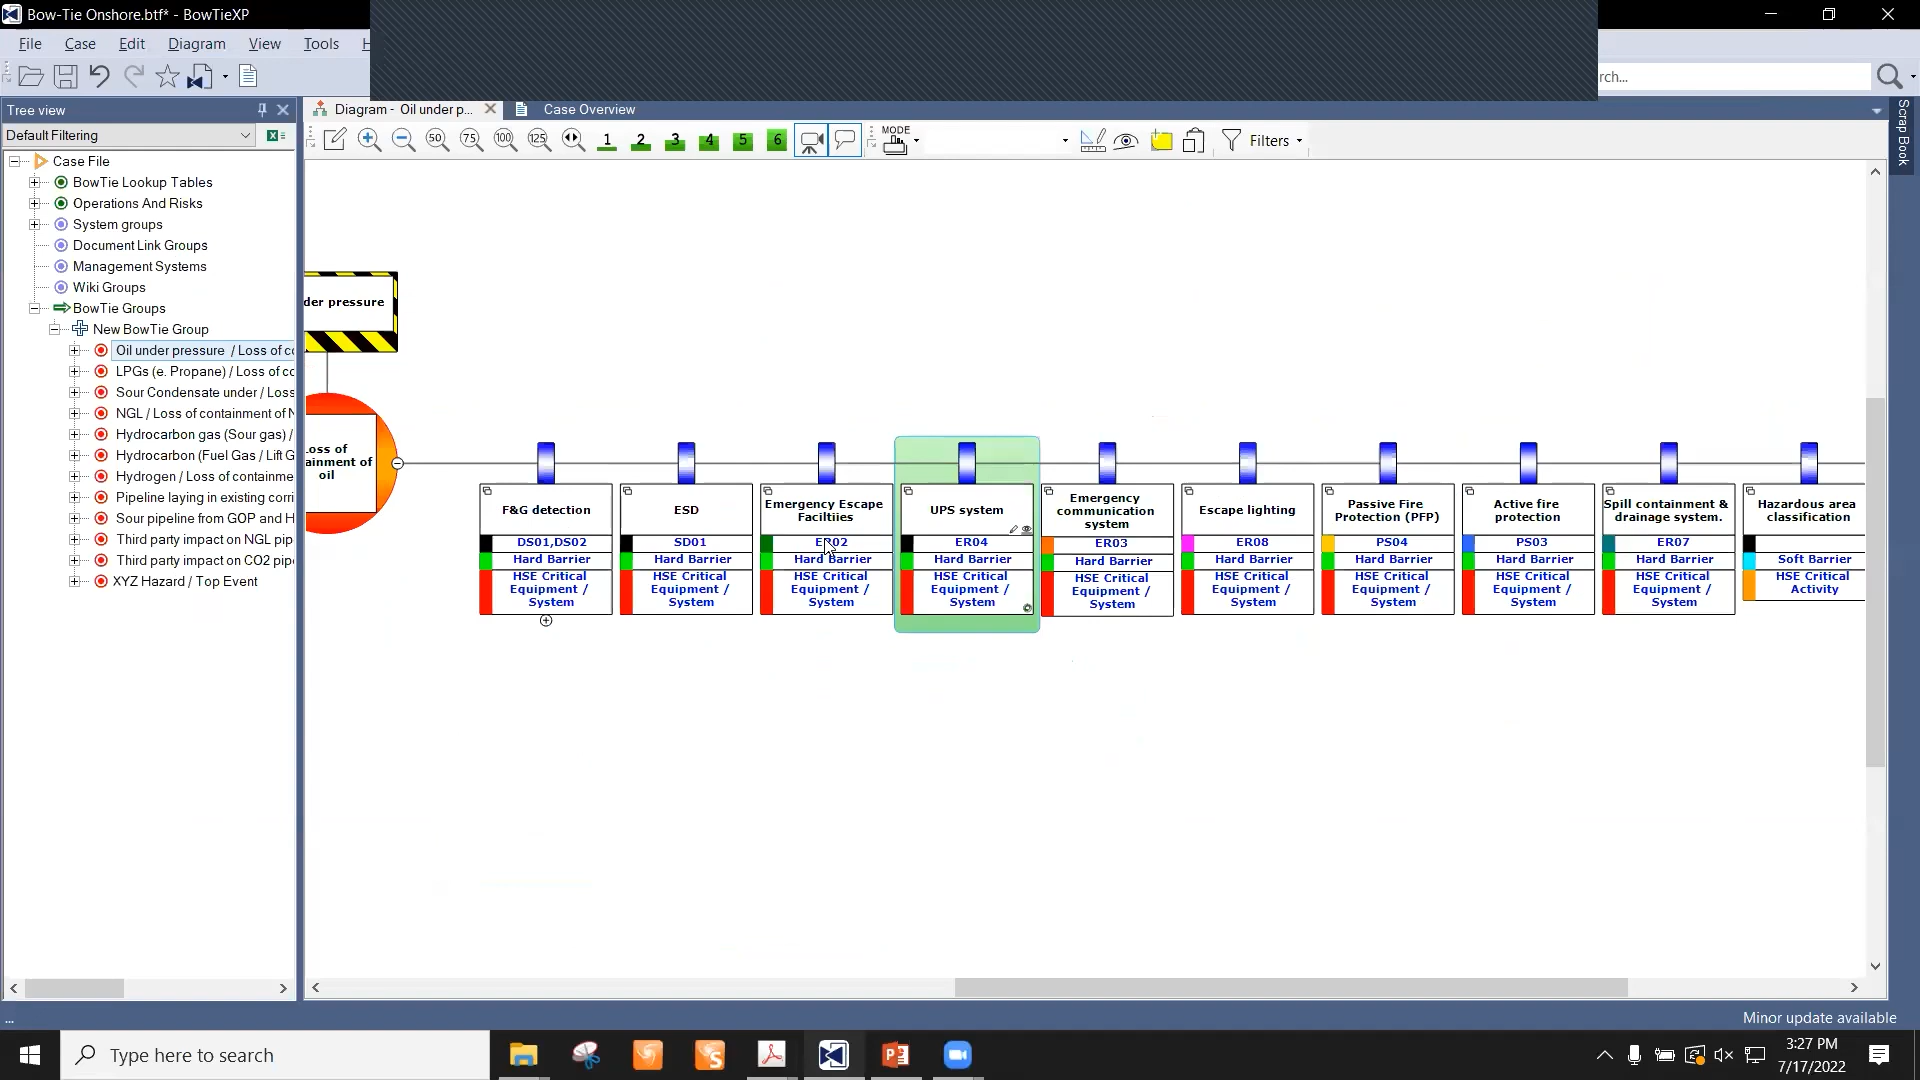 Bow-Tie Onshore.btf* - BowTieXP
File Case Edit Diagram View Tools H
rch...
Tree view
Diagram - Oil under p... Case Overview
Scrap Book
Default Filtering
50 75 100 125 1 2 3 4 5 6 MODE Filters
Case File
BowTie Lookup Tables
Operations And Risks
System groups
Document Link Groups
Management Systems
Wiki Groups
BowTie Groups
New BowTie Group
Oil under pressure / Loss of cc
LPGs (e. Propane) / Loss of cc
Sour Condensate under / Loss
NGL / Loss of containment of N
Hydrocarbon gas (Sour gas) /
Hydrocarbon (Fuel Gas / Lift G
Hydrogen / Loss of containme
Pipeline laying in existing corri
Sour pipeline from GOP and H
Third party impact on NGL pip
Third party impact on CO2 pip
XYZ Hazard / Top Event
der pressure
Loss of
ainment of
oil
F&G detection
DS01,DS02
Hard Barrier
HSE Critical
Equipment /
System
ESD
SD01
Hard Barrier
HSE Critical
Equipment /
System
Emergency Escape
Faciltiies
ER02
Hard Barrier
HSE Critical
Equipment /
System
UPS system
ER04
Hard Barrier
HSE Critical
Equipment /
System
Emergency
communication
system
ER03
Hard Barrier
HSE Critical
Equipment /
System
Escape lighting
ER08
Hard Barrier
HSE Critical
Equipment /
System
Passive Fire
Protection (PFP)
PS04
Hard Barrier
HSE Critical
Equipment /
System
Active fire
protection
PS03
Hard Barrier
HSE Critical
Equipment /
System
Spill containment &
drainage system.
ER07
Hard Barrier
HSE Critical
Equipment /
System
Hazardous area
classification
Soft Barrier
HSE Critical
Activity
...
Minor update available
Type here to search
3:27 PM
7/17/2022